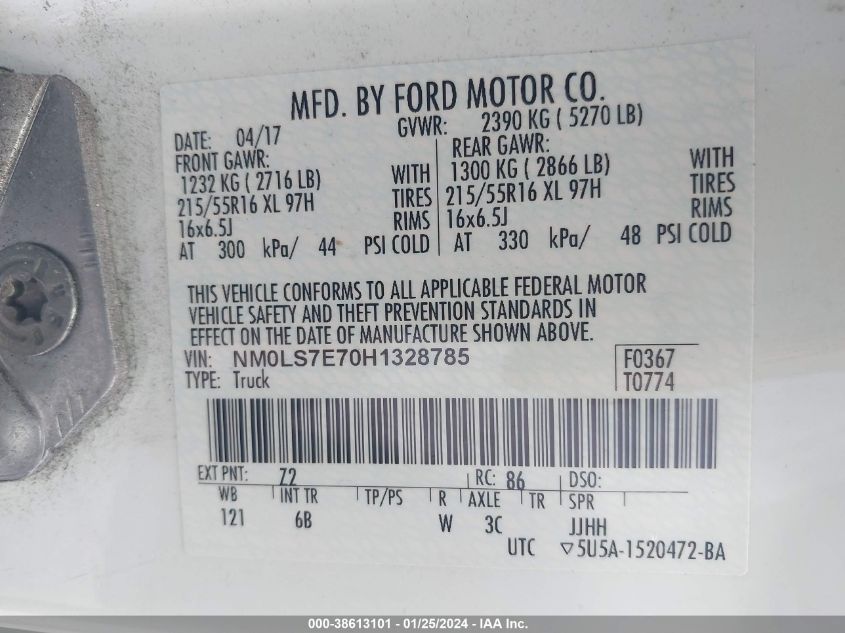 MFD. BY FORD MOTOR CO.
DATE: 04/17 GVWR: 2390 KG ( 5270 LB)
FRONT GAWR: REAR GAWR:
1232 KG ( 2716 LB) WITH 1300 KG ( 2866 LB) WITH
215/55R16 XL 97H TIRES 215/55R16 XL 97H TIRES
16x6.5J RIMS 16x6.5J RIMS
AT 300 kPa/ 44 PSI COLD AT 330 kPa/ 48 PSI COLD
THIS VEHICLE CONFORMS TO ALL APPLICABLE FEDERAL MOTOR
VEHICLE SAFETY AND THEFT PREVENTION STANDARDS IN
EFFECT ON THE DATE OF MANUFACTURE SHOWN ABOVE.
VIN: NM0LS7E70H1328785 F0367
TYPE: Truck T0774
EXT PNT: Z2 RC: 86 DSO:
WB INT TR TP/PS R AXLE TR SPR
121 6B W 3C JJHH
UTC ▽5U5A-1520472-BA
000-38613101 - 01/25/2024 - IAA Inc.